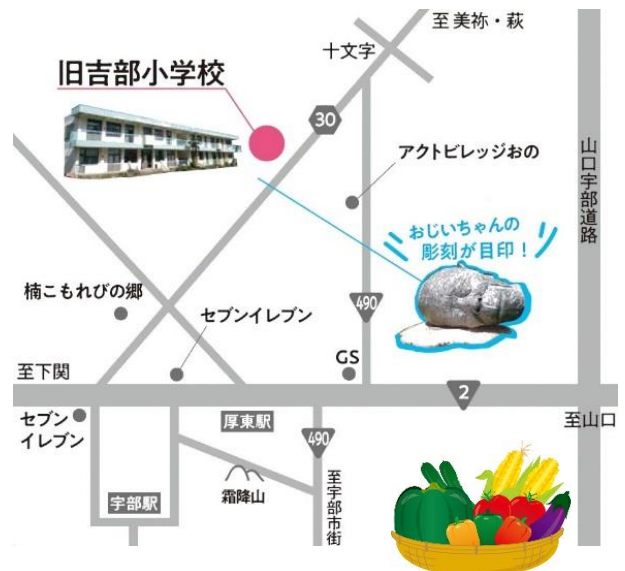 至 美祢・萩
十文字
旧吉部小学校
30
アクトビレッジおの
山口宇部道路
おじいちゃんの
彫刻が目印！
楠こもれびの郷
セブンイレブン
490
至下関
GS
2
セブン
イレブン
厚東駅
490
至山口
宇部駅
霜降山
至宇部市街